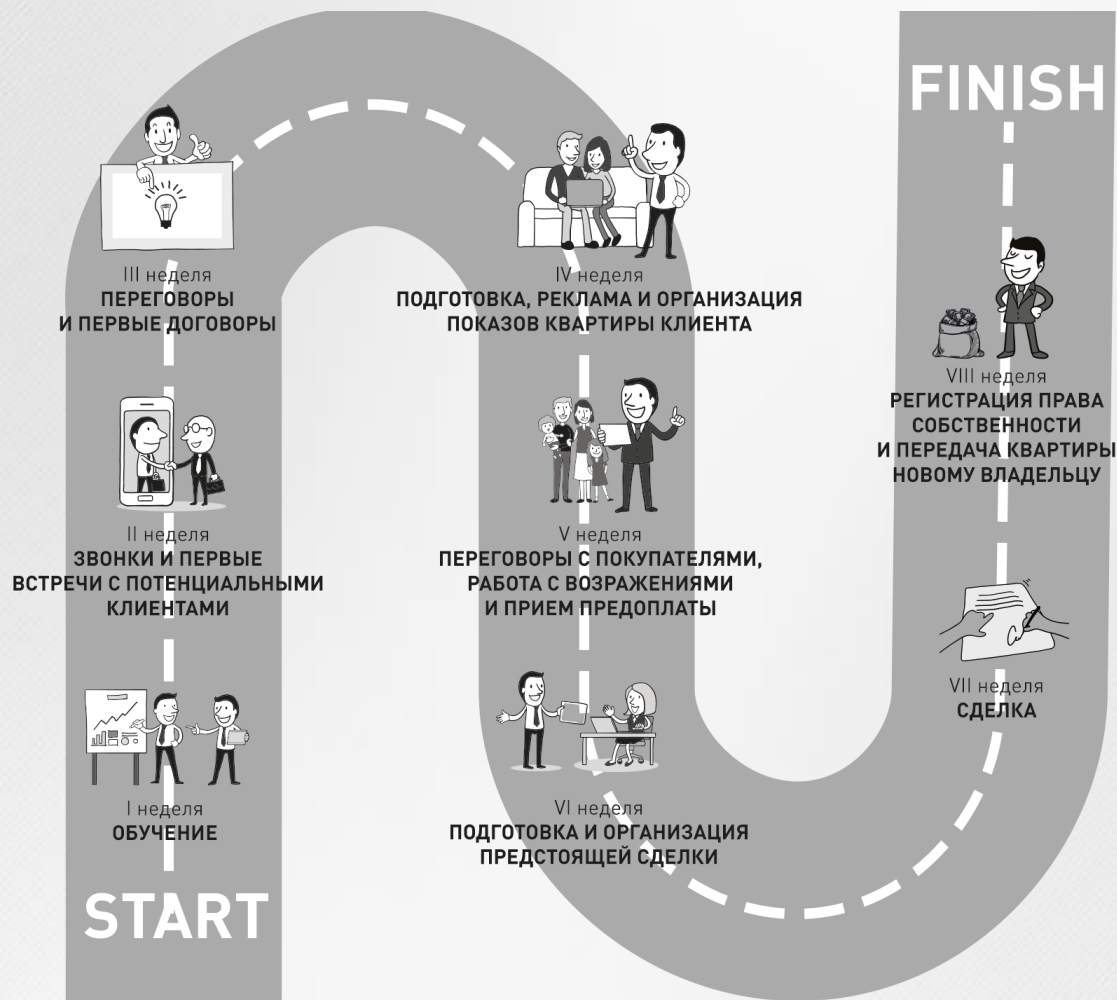 START
I неделя
ОБУЧЕНИЕ
II неделя
ЗВОНКИ И ПЕРВЫЕ
ВСТРЕЧИ С ПОТЕНЦИАЛЬНЫМИ
КЛИЕНТАМИ
III неделя
ПЕРЕГОВОРЫ
И ПЕРВЫЕ ДОГОВОРЫ
IV неделя
ПОДГОТОВКА, РЕКЛАМА И ОРГАНИЗАЦИЯ
ПОКАЗОВ КВАРТИРЫ КЛИЕНТА
V неделя
ПЕРЕГОВОРЫ С ПОКУПАТЕЛЯМИ,
РАБОТА С ВОЗРАЖЕНИЯМИ
И ПРИЕМ ПРЕДОПЛАТЫ
VI неделя
ПОДГОТОВКА И ОРГАНИЗАЦИЯ
ПРЕДСТОЯЩЕЙ СДЕЛКИ
VII неделя
СДЕЛКА
VIII неделя
РЕГИСТРАЦИЯ ПРАВА
СОБСТВЕННОСТИ
И ПЕРЕДАЧА КВАРТИРЫ
НОВОМУ ВЛАДЕЛЬЦУ
FINISH